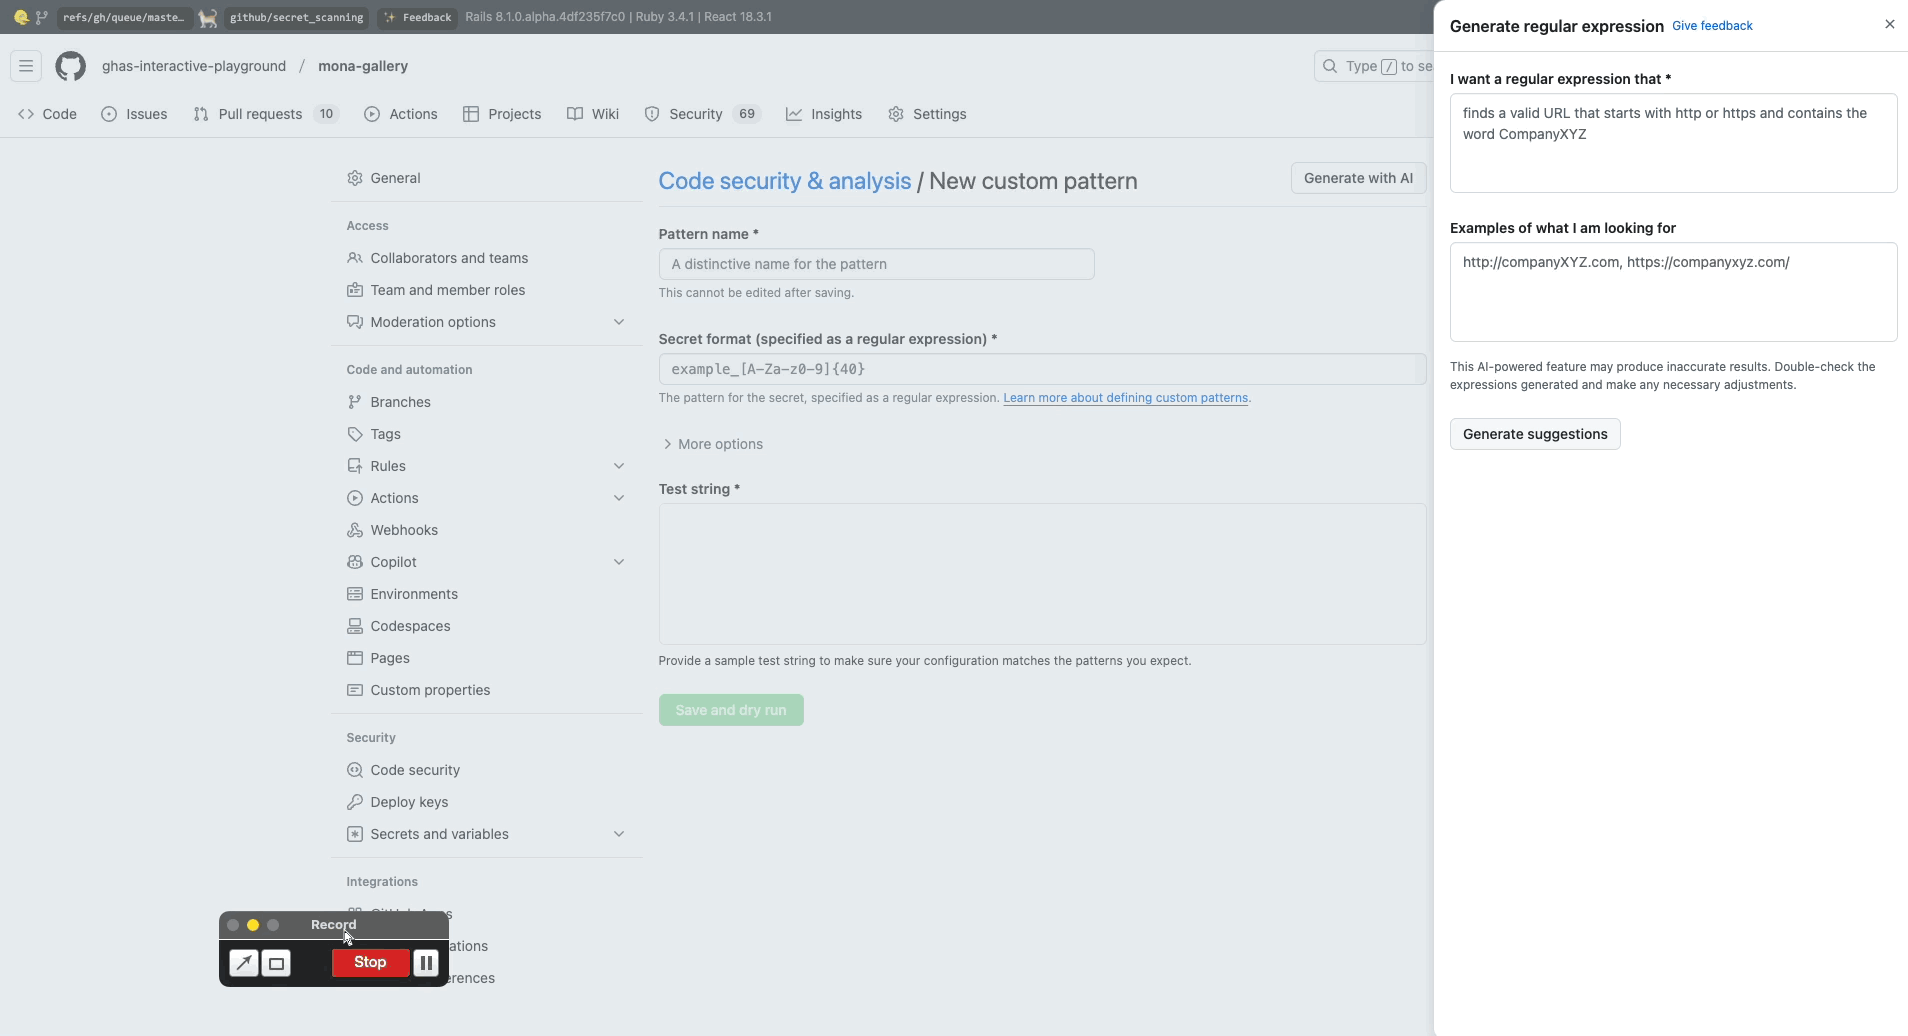 refs/gh/queue/maste… github/secret_scanning Feedback Rails 8.1.0.alpha.4df235f7c0 | Ruby 3.4.1 | React 18.3.1
ghas-interactive-playground / mona-gallery
Type / to se
Code Issues Pull requests 10 Actions Projects Wiki Security 69 Insights Settings
General
Access
Collaborators and teams
Team and member roles
Moderation options
Code and automation
Branches
Tags
Rules
Actions
Webhooks
Copilot
Environments
Codespaces
Pages
Custom properties
Security
Code security
Deploy keys
Secrets and variables
Integrations
ations
erences
Record
Stop
Code security & analysis / New custom pattern
Generate with AI
Pattern name *
A distinctive name for the pattern
This cannot be edited after saving.
Secret format (specified as a regular expression) *
example_[A-Za-z0-9]{40}
The pattern for the secret, specified as a regular expression. Learn more about defining custom patterns.
More options
Test string *
Provide a sample test string to make sure your configuration matches the patterns you expect.
Save and dry run
Generate regular expression Give feedback
I want a regular expression that *
finds a valid URL that starts with http or https and contains the
word CompanyXYZ
Examples of what I am looking for
http://companyXYZ.com, https://companyxyz.com/
This AI-powered feature may produce inaccurate results. Double-check the
expressions generated and make any necessary adjustments.
Generate suggestions